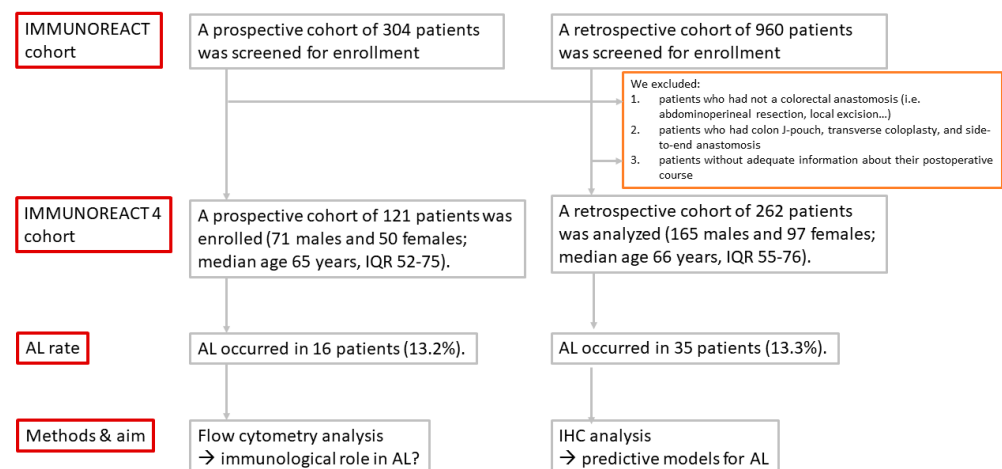 IMMUNOREACT
cohort
A prospective cohort of 304 patients
was screened for enrollment
A retrospective cohort of 960 patients
was screened for enrollment
We excluded:
1. patients who had not a colorectal anastomosis (i.e.
abdominoperineal resection, local excision...)
2. patients who had colon J-pouch, transverse coloplasty, and side-
to-end anastomosis
3. patients without adequate information about their postoperative
course
IMMUNOREACT 4
cohort
A prospective cohort of 121 patients was
enrolled (71 males and 50 females;
median age 65 years, IQR 52-75).
A retrospective cohort of 262 patients
was analyzed (165 males and 97 females;
median age 66 years, IQR 55-76).
AL rate
AL occurred in 16 patients (13.2%).
AL occurred in 35 patients (13.3%).
Methods & aim
Flow cytometry analysis
→ immunological role in AL?
IHC analysis
→ predictive models for AL